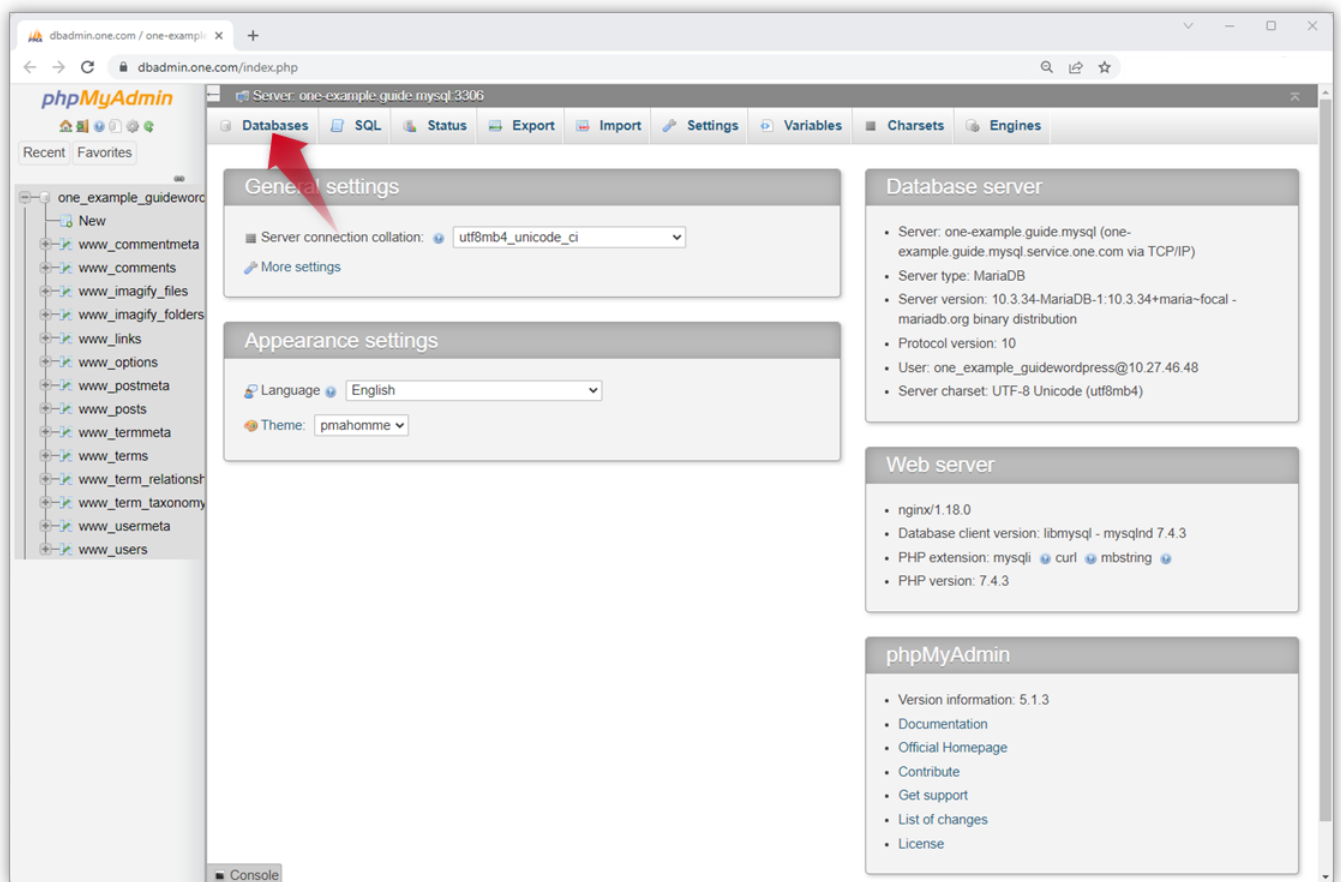 dbadmin.one.com / one-example
dbadmin.one.com/index.php
phpMyAdmin
Recent Favorites
one_example_guideword
New
www_commentmeta
www_comments
www_imagify_files
www_imagify_folders
www_links
www_options
www_postmeta
www_posts
www_termmeta
www_terms
www_term_relationsh
www_term_taxonomy
www_usermeta
www_users
Server: one-example.guide.mysql:3306
Databases SQL Status Export Import Settings Variables Charsets Engines
General settings
Server connection collation: utf8mb4_unicode_ci
More settings
Appearance settings
Language English
Theme: pmahomme
Database server
Server: one-example.guide.mysql (one-
example.guide.mysql.service.one.com via TCP/IP)
Server type: MariaDB
Server version: 10.3.34-MariaDB-1:10.3.34+maria~focal -
mariadb.org binary distribution
Protocol version: 10
User: one_example_guidewordpress@10.27.46.48
Server charset: UTF-8 Unicode (utf8mb4)
Web server
nginx/1.18.0
Database client version: libmysql - mysqlnd 7.4.3
PHP extension: mysqli curl mbstring
PHP version: 7.4.3
phpMyAdmin
Version information: 5.1.3
Documentation
Official Homepage
Contribute
Get support
List of changes
License
Console